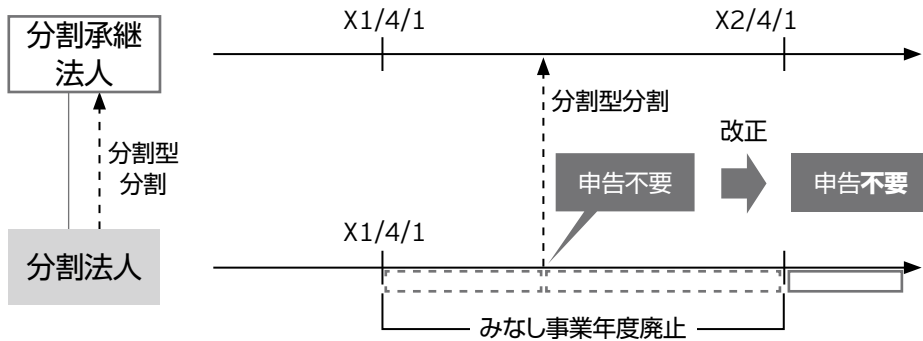 分割承継
法人
分割型
分割
分割法人
X1/4/1
X2/4/1
分割型分割
改正
申告不要
申告不要
X1/4/1
みなし事業年度廃止